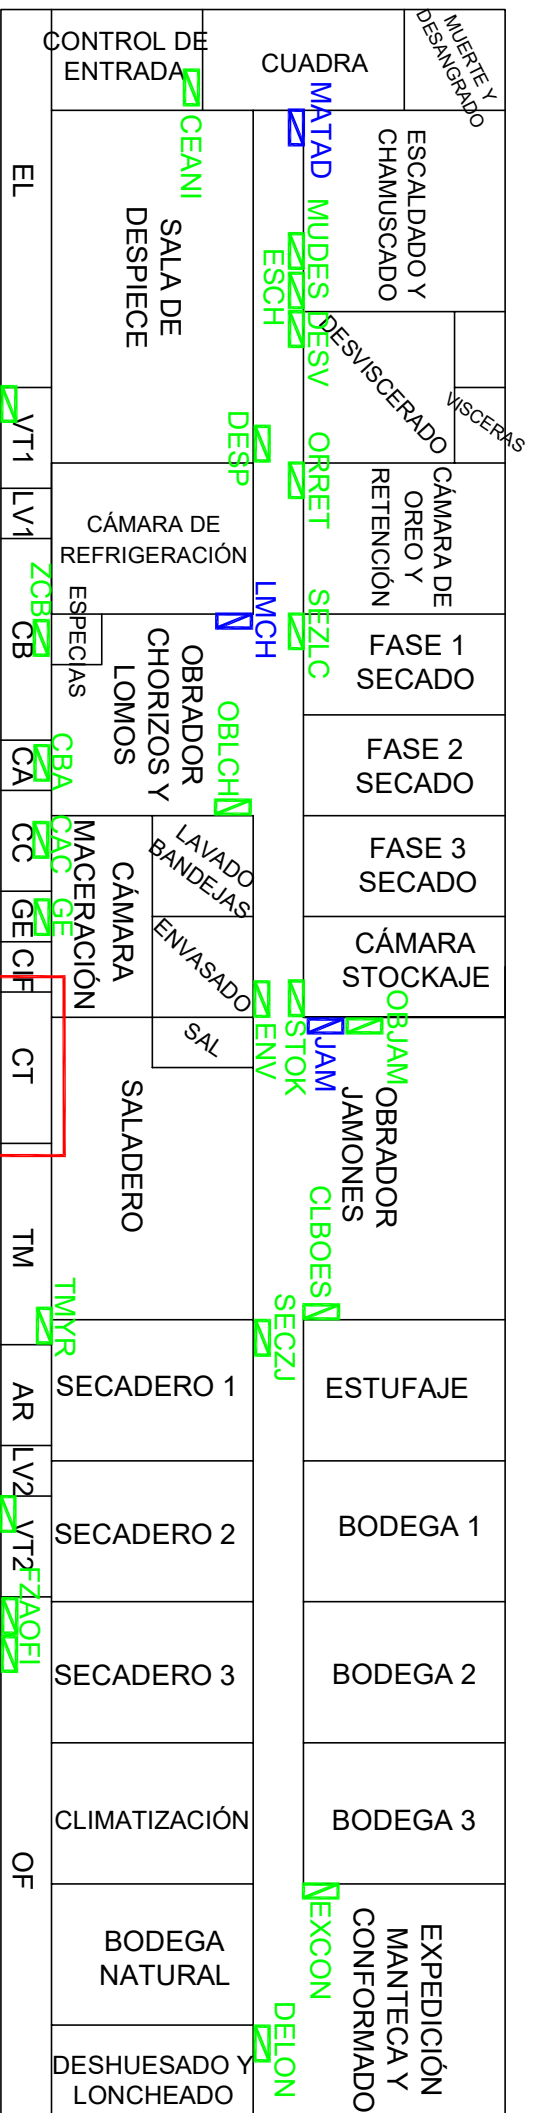 CONTROL DE
ENTRADA
CUADRA
MUERTE Y
DESANGRADO
CEANI
MATAD
EL
SALA DE
DESPIECE
ESCALDADO Y
CHAMUSCADO
MUDES
ESCH
DESV
DESVISCERADO
VISCERAS
VT1
DESP
ORRET
LV1
CÁMARA DE
REFRIGERACIÓN
CÁMARA DE
OREO Y
RETENCIÓN
ZCB
CB
ESPECIAS
LMCH
SEZLC
OBRADOR
CHORIZOS Y
LOMOS
FASE 1
SECADO
OBLCH
FASE 2
SECADO
CA
CBA
CC
CAC
CÁMARA
MACERACIÓN
LAVADO
BANDEJAS
FASE 3
SECADO
GE
GE
ENVASADO
CÁMARA
STOCKAJE
CIF
ENV
STOK
JAM
OBJAM
CT
SAL
SALADERO
OBRADOR
JAMONES
TM
CLBOES
TMYR
SECZJ
AR
SECADERO 1
ESTUFAJE
LV2
VT2
SECADERO 2
BODEGA 1
FZAOFI
SECADERO 3
BODEGA 2
OF
CLIMATIZACIÓN
BODEGA 3
EXCON
BODEGA
NATURAL
EXPEDICIÓN
MANTECA Y
CONFORMADO
DELON
DESHUESADO Y
LONCHEADO